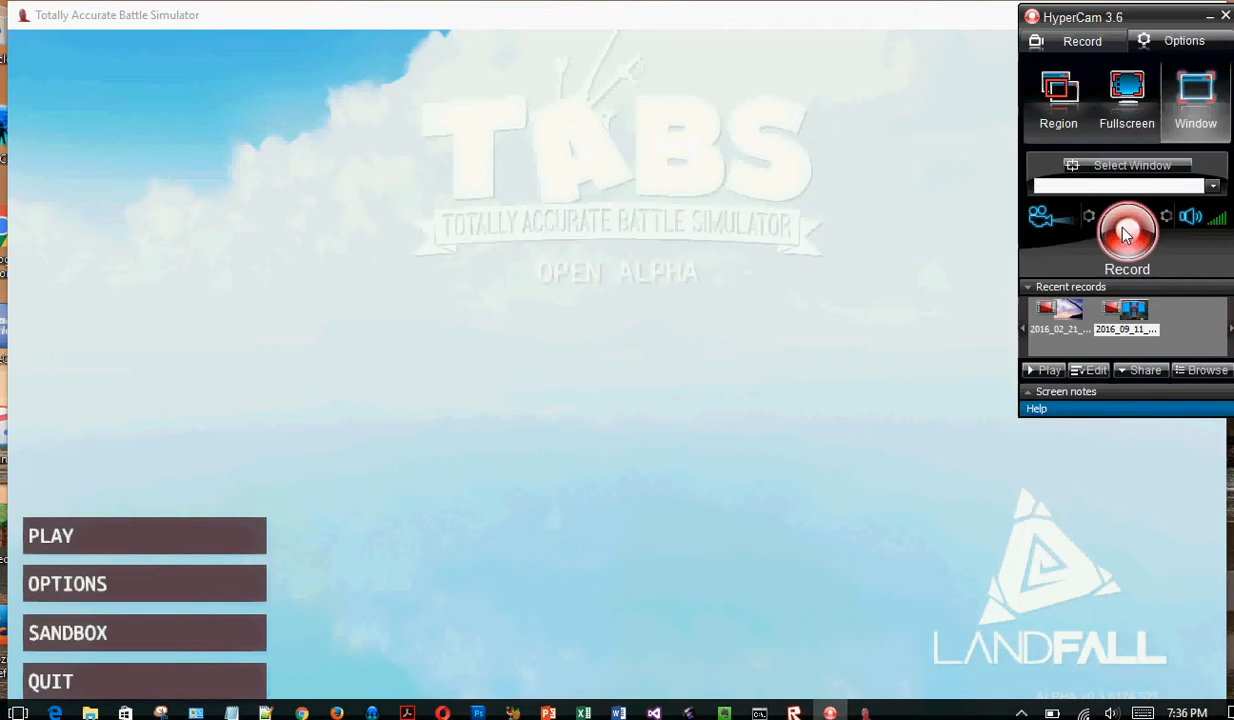 Totally Accurate Battle Simulator
TABS
TOTALLY ACCURATE BATTLE SIMULATOR
OPEN ALPHA
PLAY
OPTIONS
SANDBOX
QUIT
LANDFALL
HyperCam 3.6
Record Options
Region Fullscreen Window
Select Window
Record
Recent records
2016_02_21_... 2016_09_11_...
Play Edit Share Browse
Screen notes
Help
7:36 PM